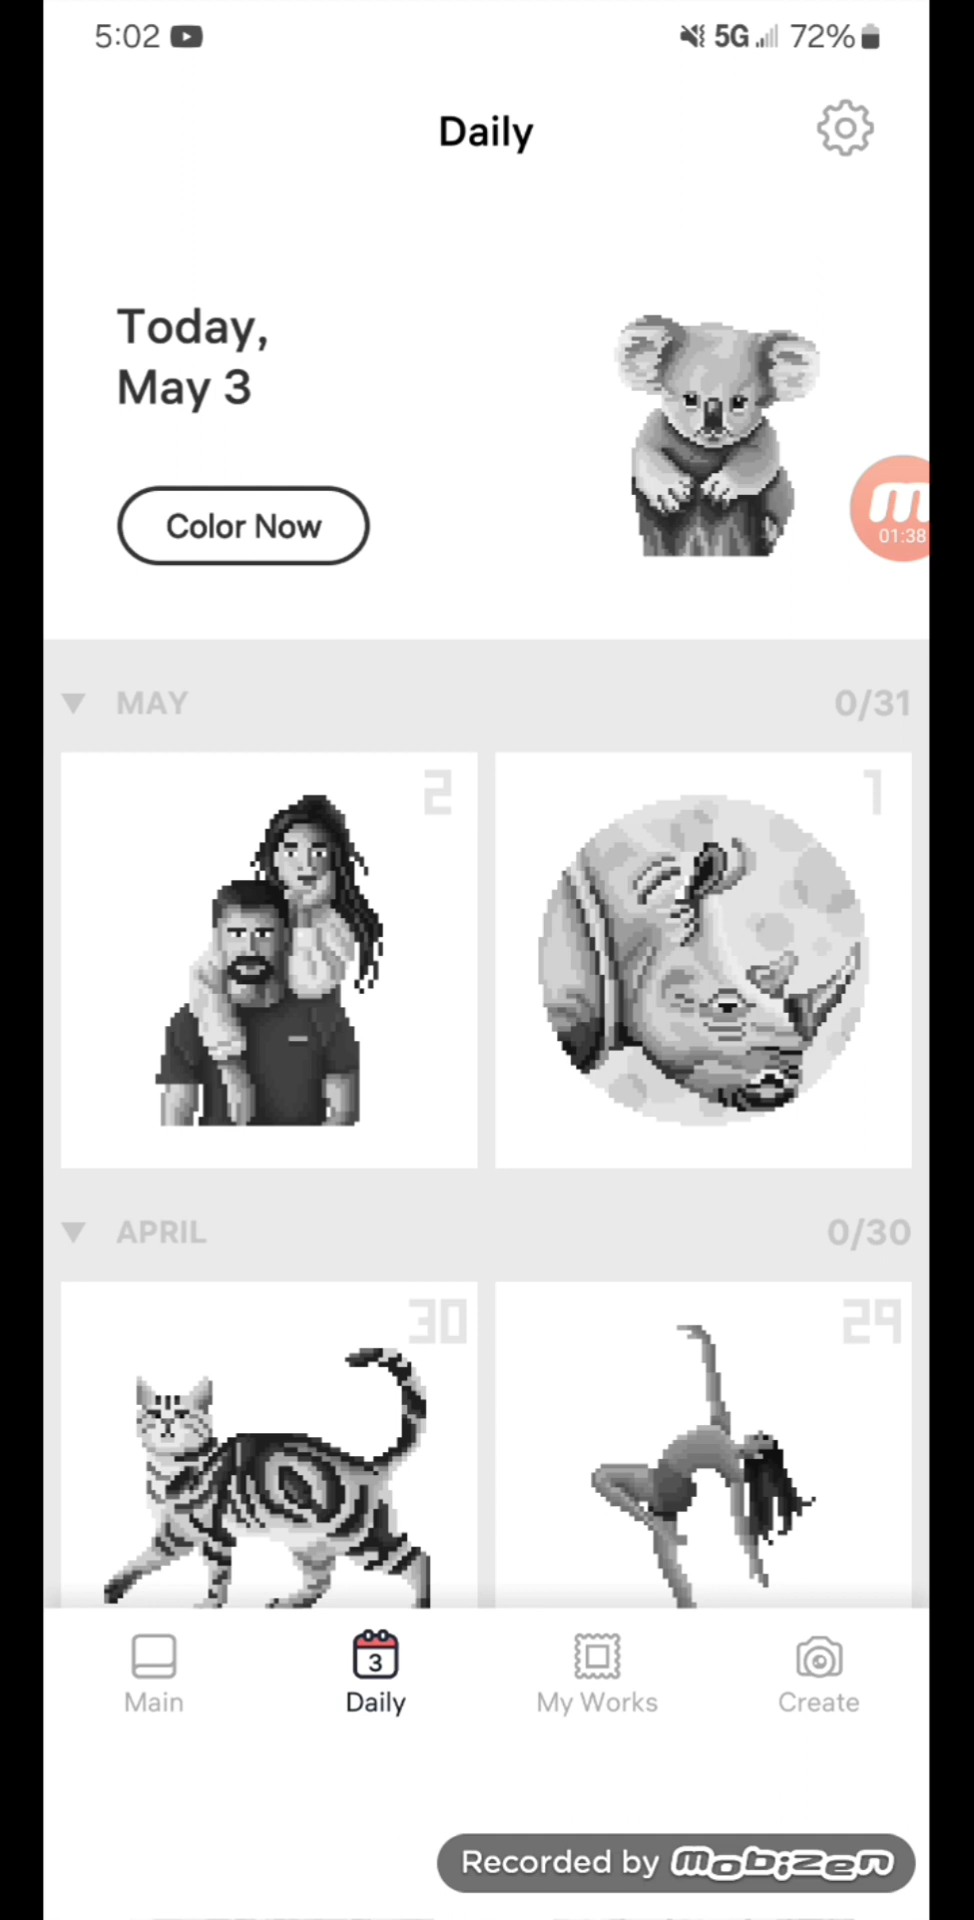 5:02 5G 72%
Daily
Today,
May 3
Color Now
m
01:38
MAY 0/31
2 1
APRIL 0/30
30 29
3
Main Daily My Works Create
Recorded by mobizen